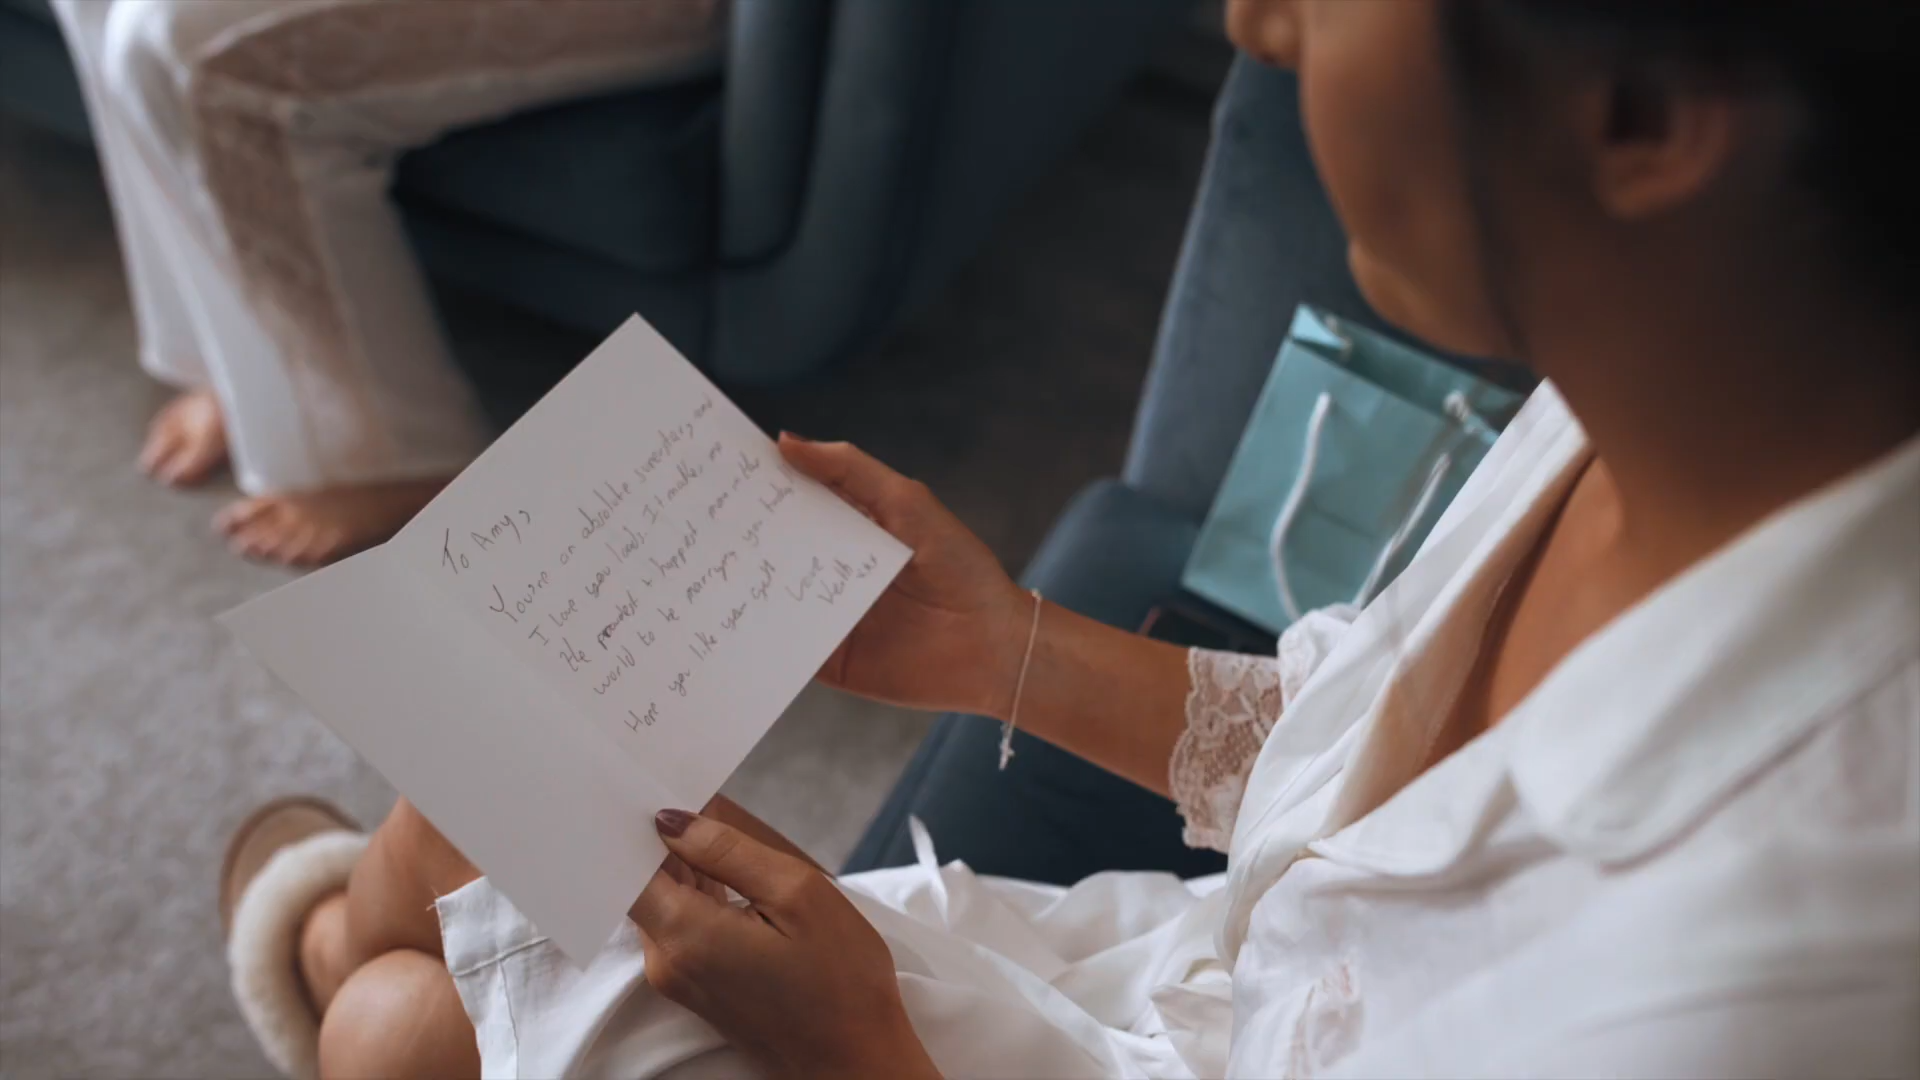 To Amy,
You're an absolute superstar, and
I love you loads. It makes me
the proudest + happiest man in the
world to be marrying you today!
Hope you like your gift
Love
xxx